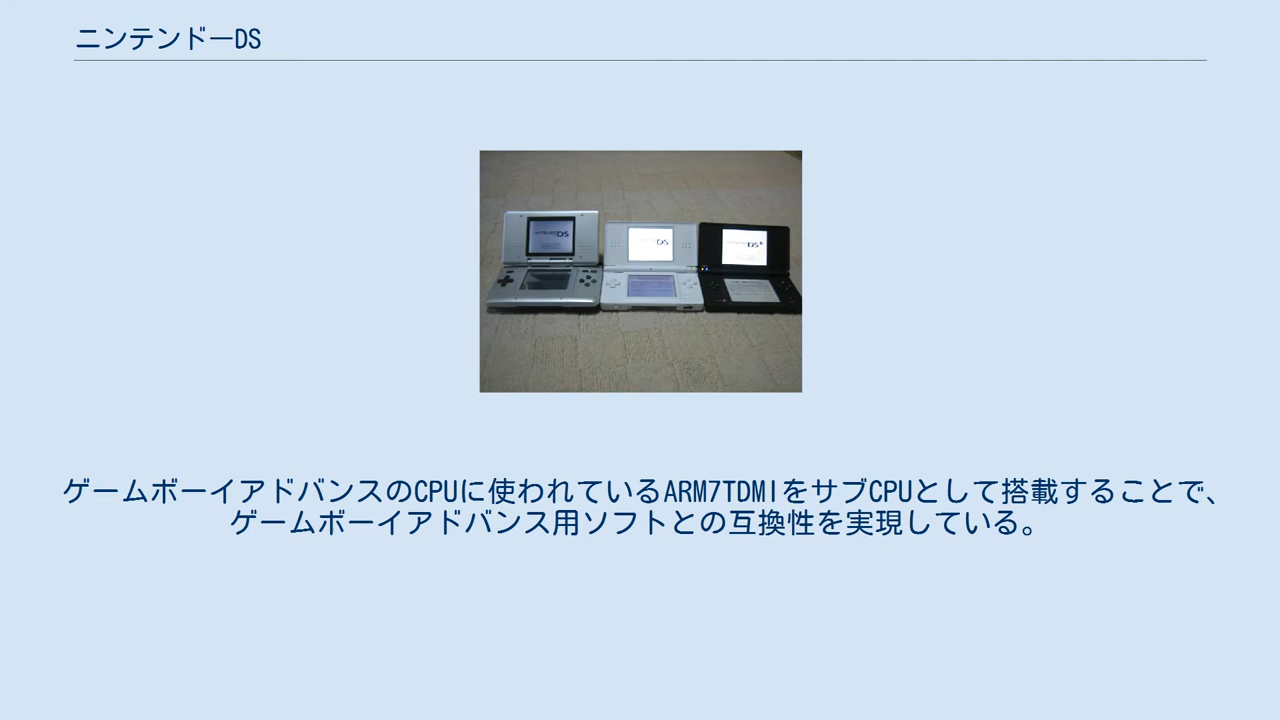 ニンテンドーDS
DS
DS
DS
ゲームボーイアドバンスのCPUに使われているARM7TDMIをサブCPUとして搭載することで、
ゲームボーイアドバンス用ソフトとの互換性を実現している。